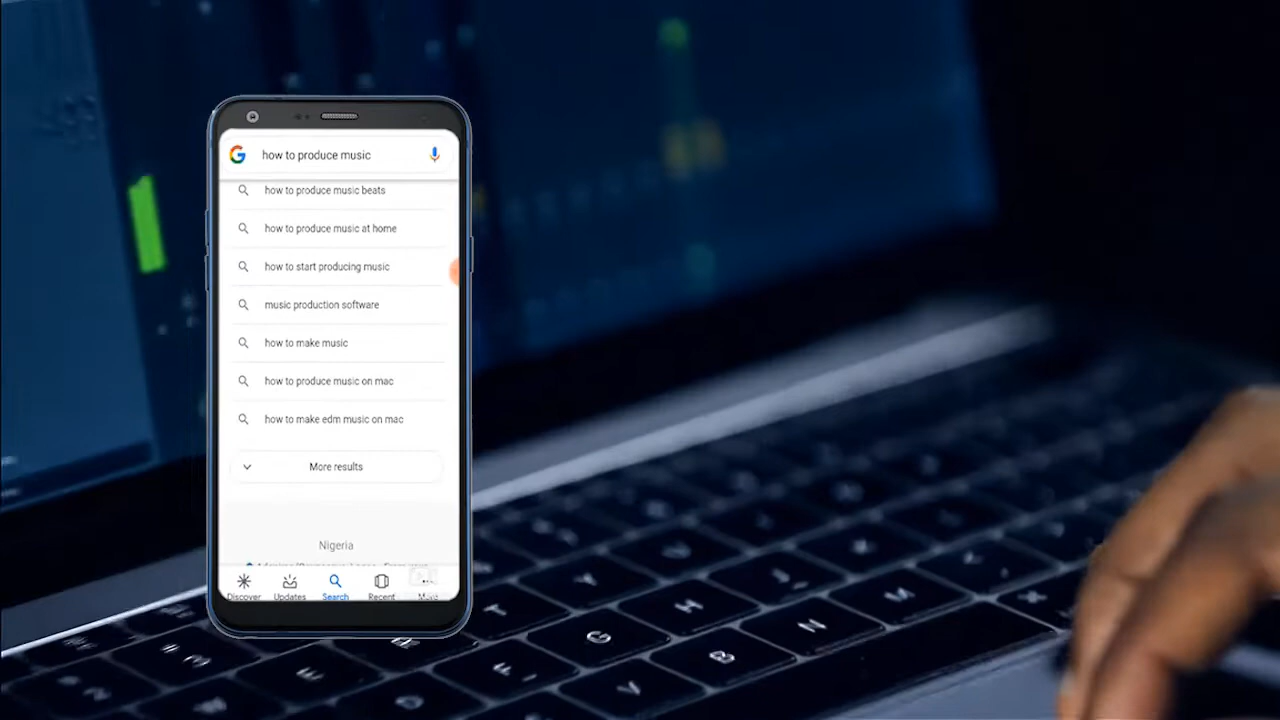 how to produce music
how to produce music beats
how to produce music at home
how to start producing music
music production software
how to make music
how to produce music on mac
how to make edm music on mac
More results
Nigeria
Discover Updates Search Recent More
T Y
G H J
V B N M
F